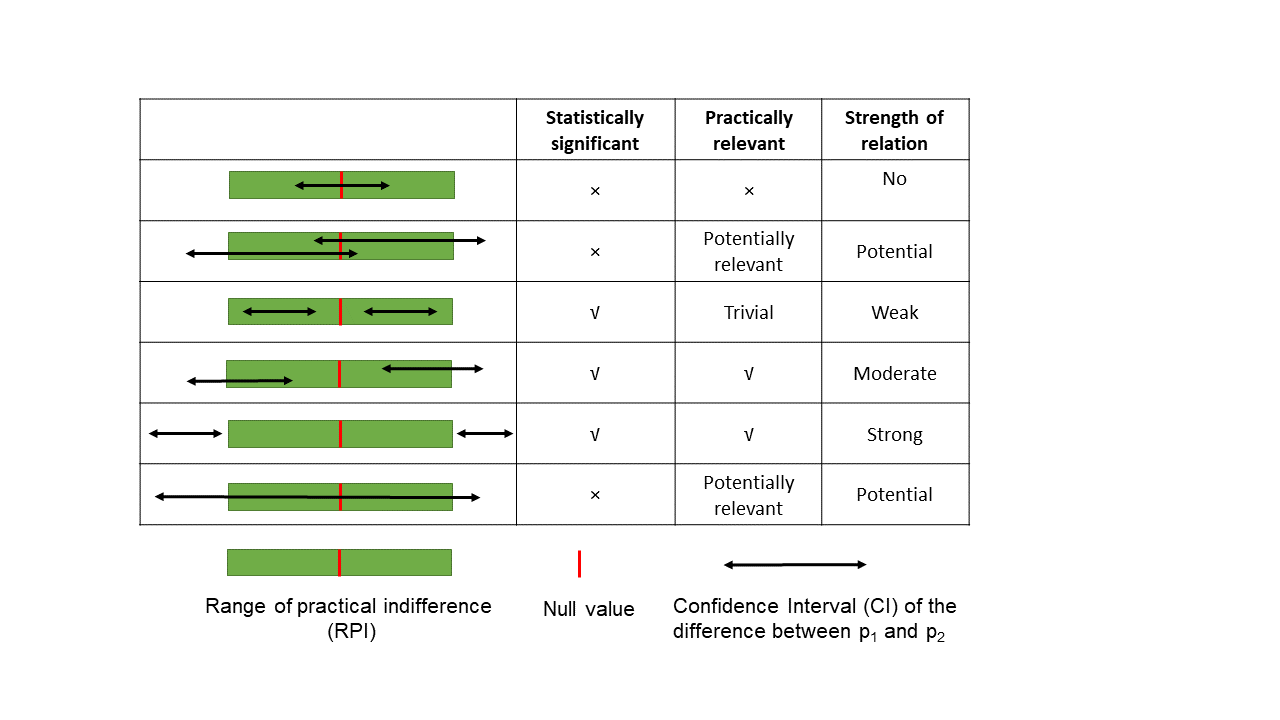 Statistically significant
Practically relevant
Strength of relation
×
×
No
×
Potentially relevant
Potential
√
Trivial
Weak
√
√
Moderate
√
√
Strong
×
Potentially relevant
Potential
Range of practical indifference
(RPI)
Null value
Confidence Interval (CI) of the
difference between p₁ and p₂